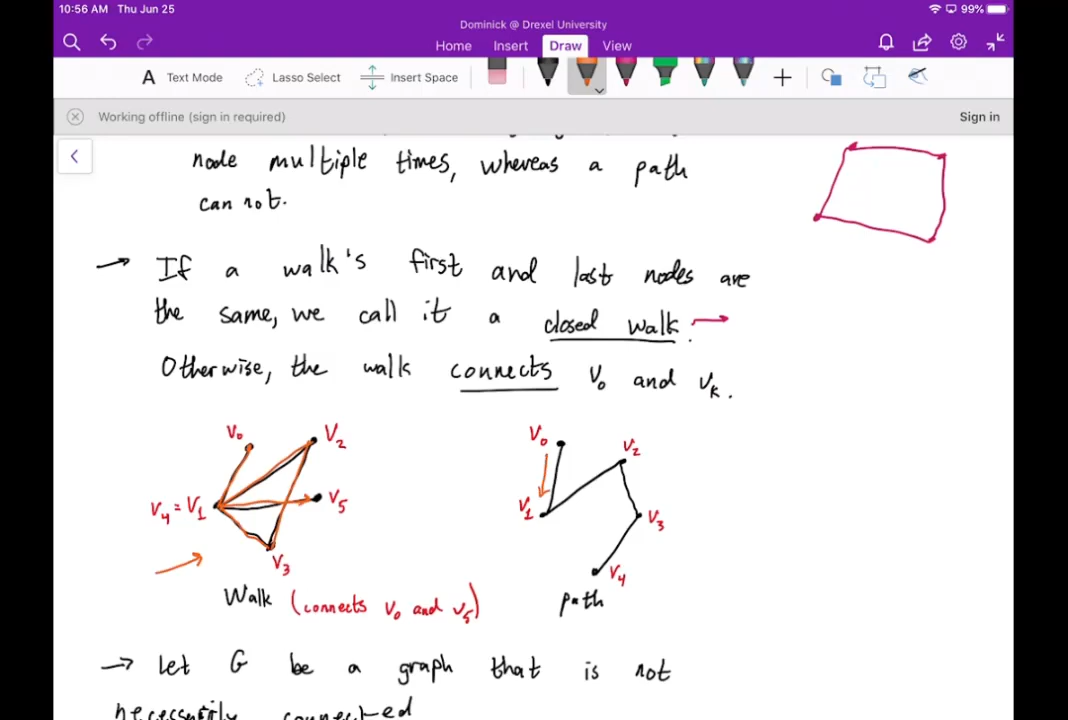 10:56 AM Thu Jun 25
99%
Dominick @ Drexel University
Home Insert Draw View
Text Mode Lasso Select Insert Space
Working offline (sign in required) Sign in
node multiple times, whereas a path
can not.
→ If a walk's first and last nodes are
the same, we call it a closed walk. →
Otherwise, the walk connects V₀ and Vₖ.
V₀ V₂ V₄ = V₁ V₅ V₃
V₀ V₂ V₁ V₃ V₄
Walk (connects V₀ and V₅) path
→ Let G be a graph that is not
necessarily connected